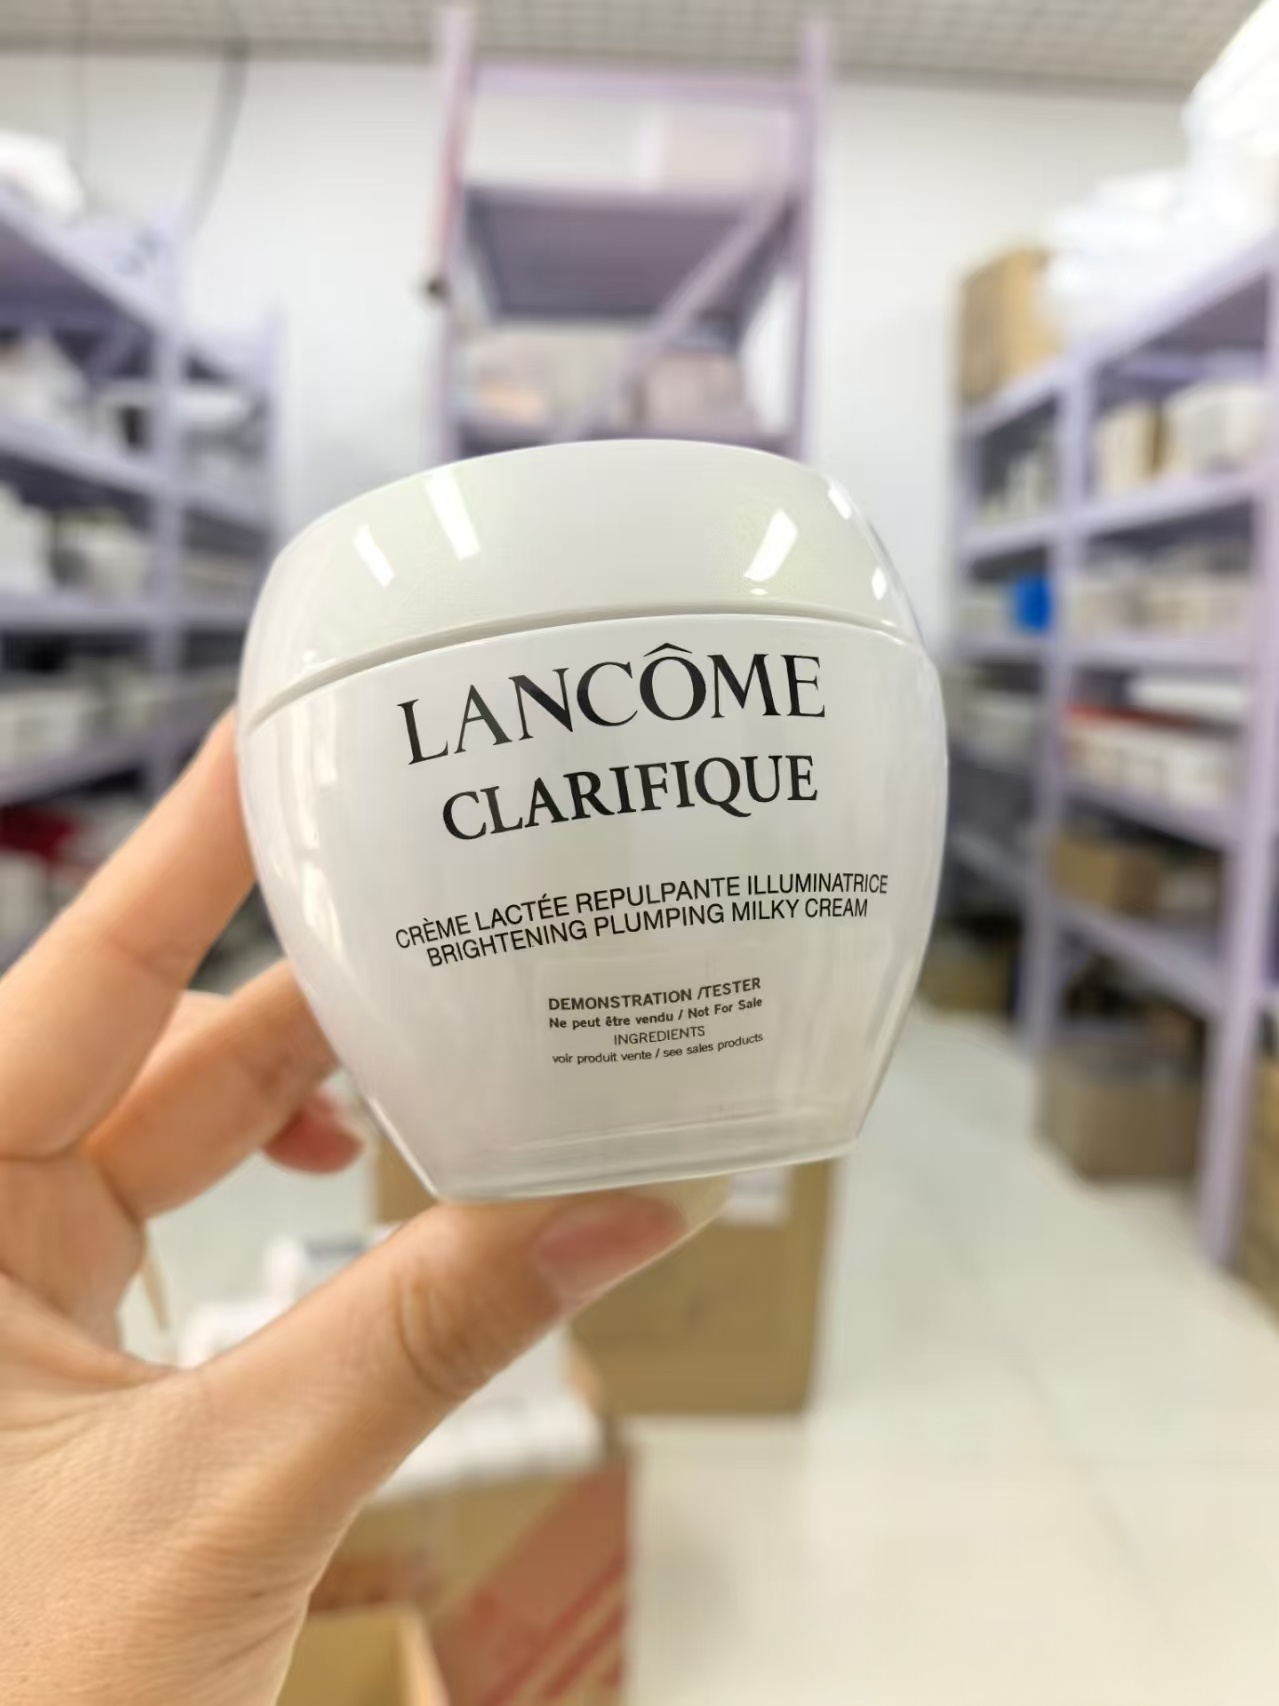 LANCÔME
CLARIFIQUE
CRÈME LACTÉE REPULPANTE ILLUMINATRICE
BRIGHTENING PLUMPING MILKY CREAM
DEMONSTRATION /TESTER
Ne peut être vendu / Not For Sale
INGREDIENTS
voir produit vente / see sales products